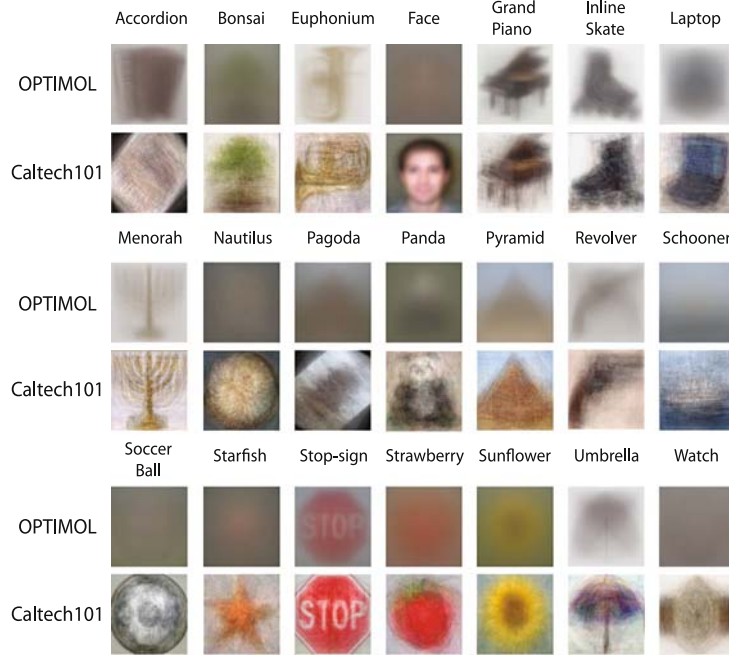 Accordion Bonsai Euphonium Face Grand Piano Inline Skate Laptop
OPTIMOL
Caltech101
Menorah Nautilus Pagoda Panda Pyramid Revolver Schooner
OPTIMOL
STOP
Caltech101
Soccer Ball Starfish Stop-sign Strawberry Sunflower Umbrella Watch
OPTIMOL
STOP
Caltech101
STOP